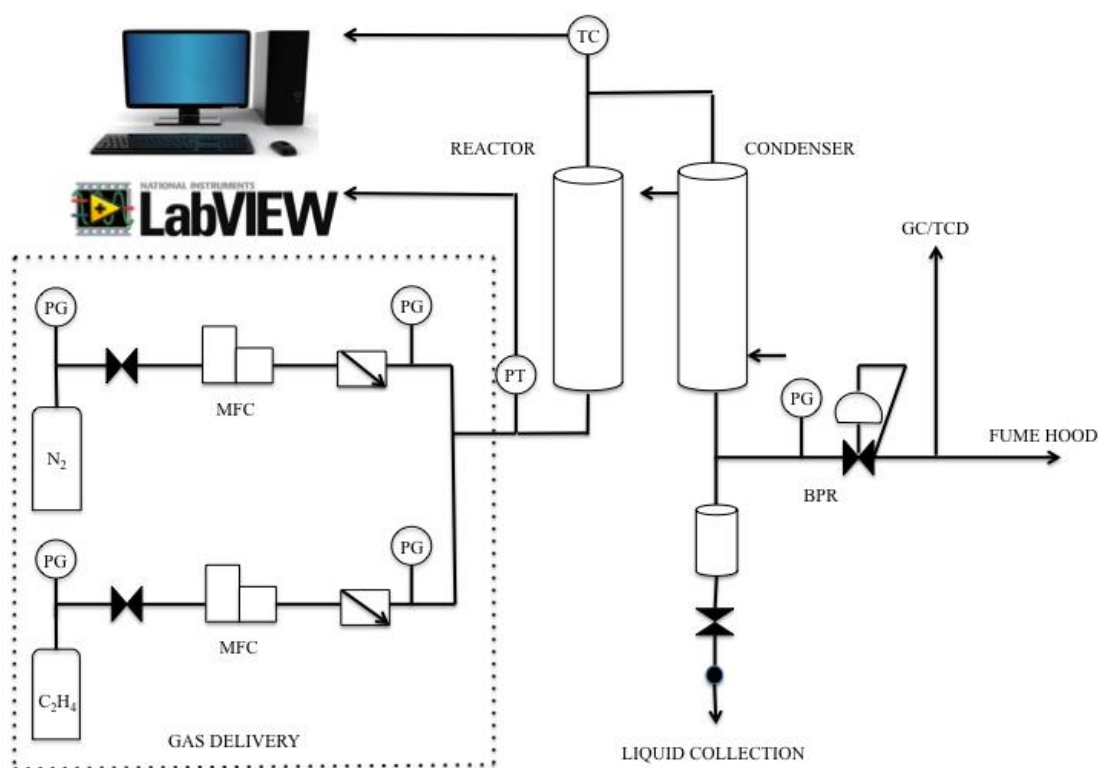 TC
REACTOR
CONDENSER
NATIONAL INSTRUMENTS
LabVIEW
GC/TCD
PG
PG
MFC
PT
PG
N2
FUME HOOD
BPR
PG
PG
MFC
C2H4
GAS DELIVERY
LIQUID COLLECTION